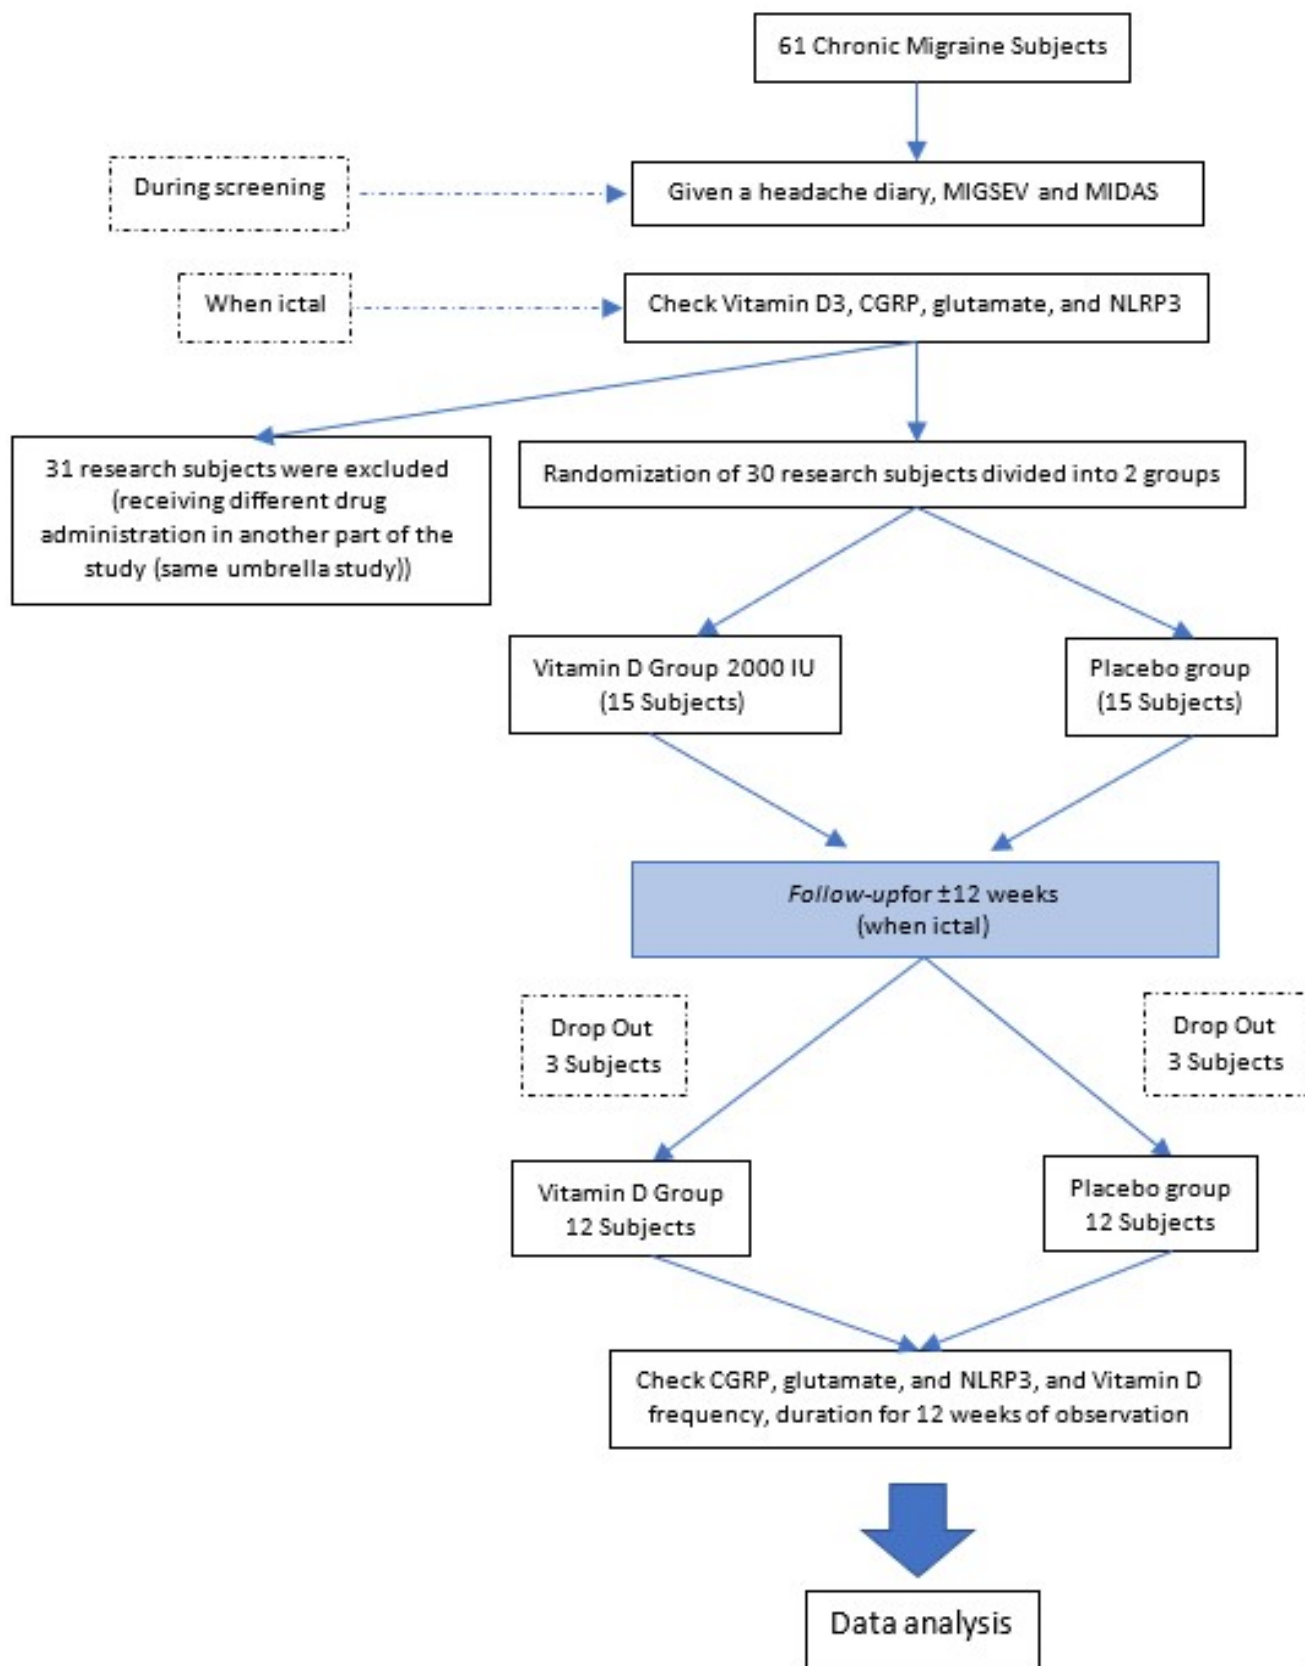 61 Chronic Migraine Subjects
During screening
Given a headache diary, MIGSEV and MIDAS
When ictal
Check Vitamin D3, CGRP, glutamate, and NLRP3
31 research subjects were excluded
(receiving different drug
administration in another part of the
study (same umbrella study))
Randomization of 30 research subjects divided into 2 groups
Vitamin D Group 2000 IU
(15 Subjects)
Placebo group
(15 Subjects)
Follow-upfor ±12 weeks
(when ictal)
Drop Out
3 Subjects
Drop Out
3 Subjects
Vitamin D Group
12 Subjects
Placebo group
12 Subjects
Check CGRP, glutamate, and NLRP3, and Vitamin D
frequency, duration for 12 weeks of observation
Data analysis